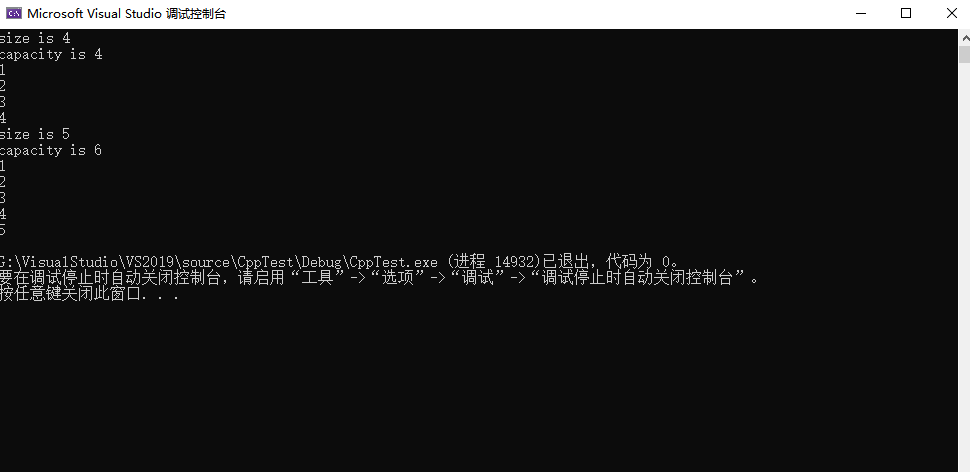 Microsoft Visual Studio 调试控制台
size is 4
capacity is 4
1
2
3
4
size is 5
capacity is 6
1
2
3
4
5
G:\VisualStudio\VS2019\source\CppTest\Debug\CppTest.exe (进程 14932)已退出，代码为 0。
要在调试停止时自动关闭控制台，请启用“工具”->“选项”->“调试”->“调试停止时自动关闭控制台”。
按任意键关闭此窗口. . .